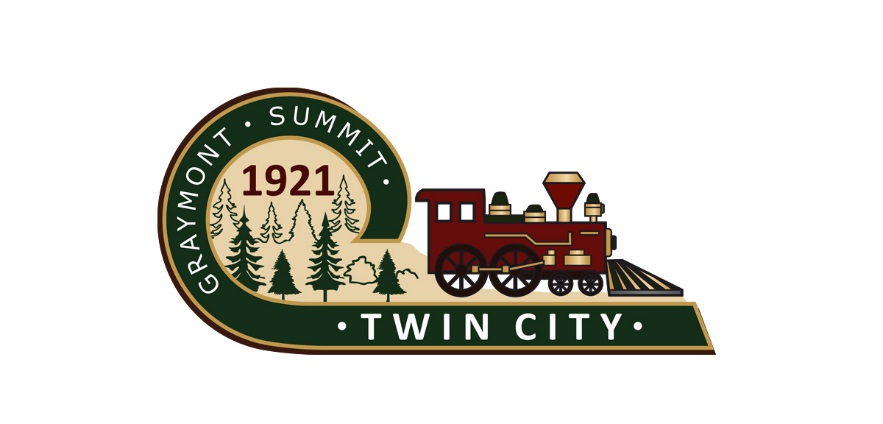 GRAYMONT • SUMMIT •
1921
• TWIN CITY •